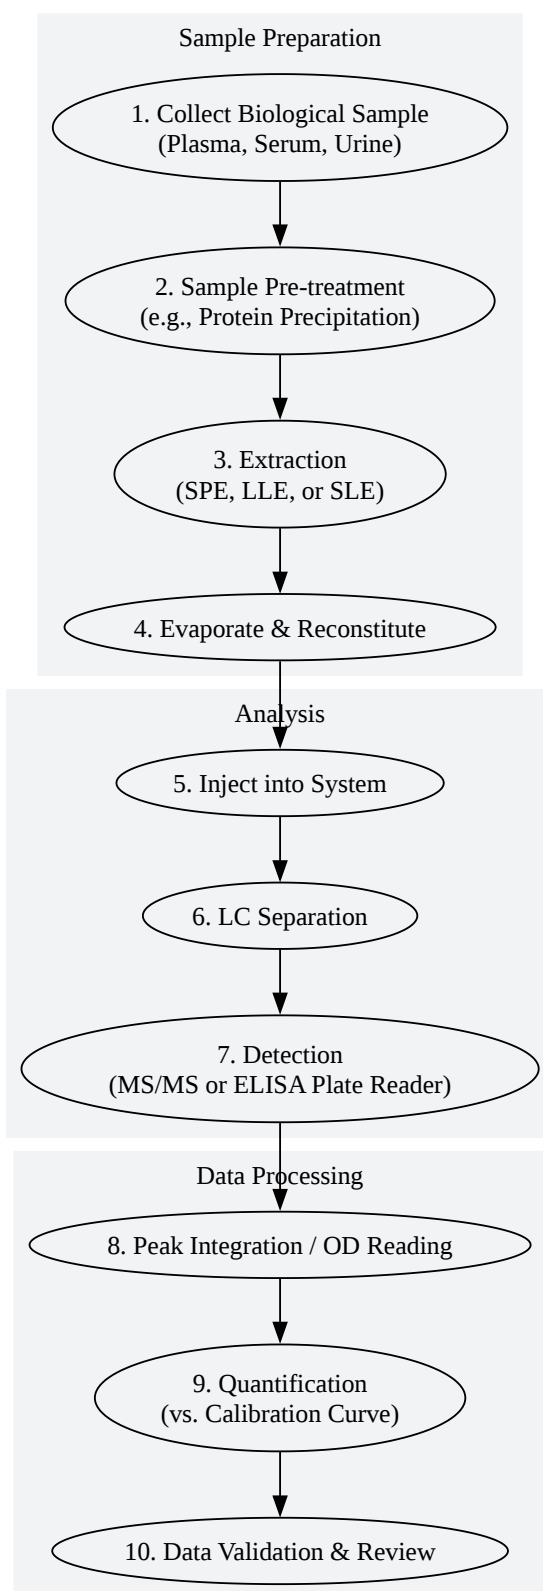 Sample Preparation
1. Collect Biological Sample
(Plasma, Serum, Urine)
2. Sample Pre-treatment
(e.g., Protein Precipitation)
3. Extraction
(SPE, LLE, or SLE)
4. Evaporate & Reconstitute
Analysis
5. Inject into System
6. LC Separation
7. Detection
(MS/MS or ELISA Plate Reader)
Data Processing
8. Peak Integration / OD Reading
9. Quantification
(vs. Calibration Curve)
10. Data Validation & Review